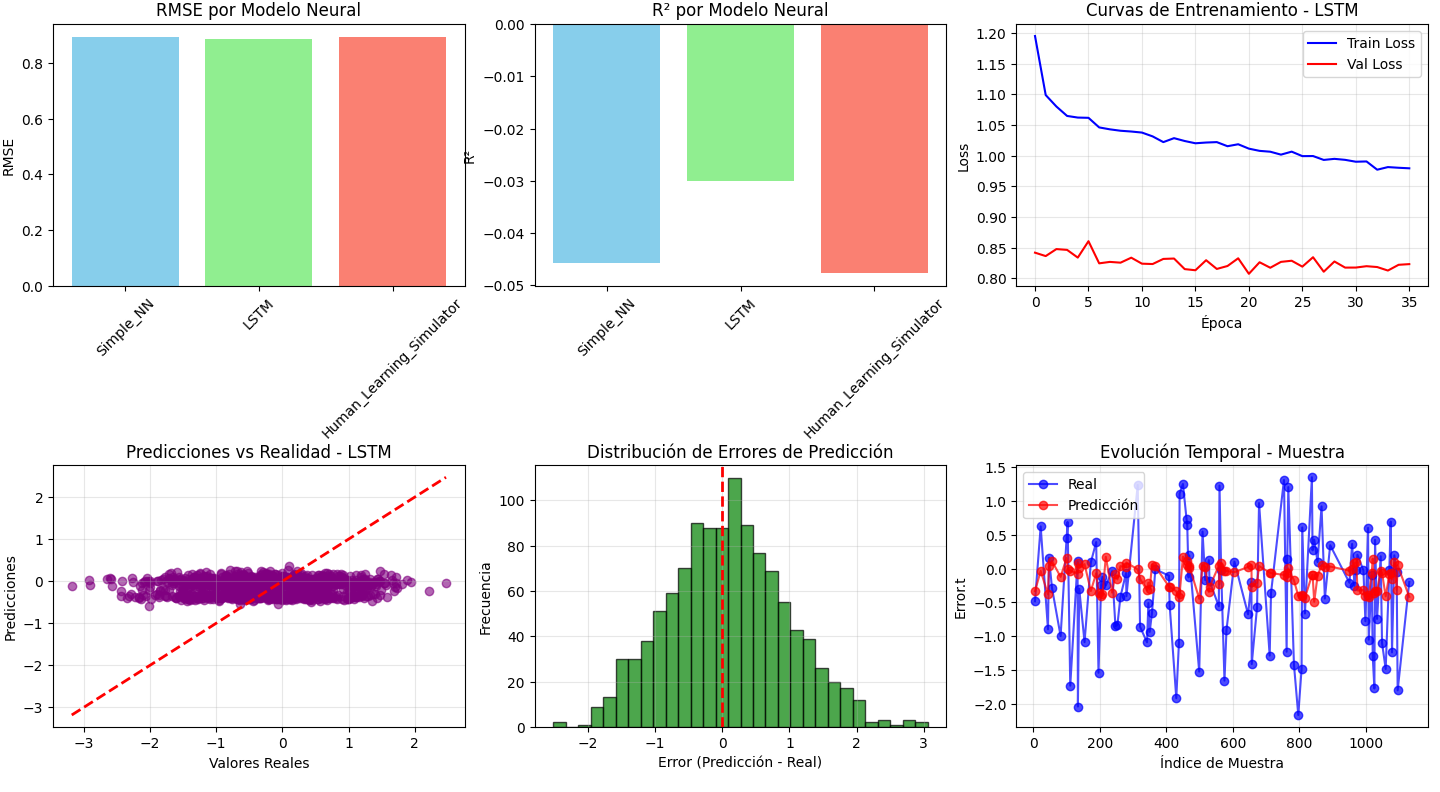 RMSE por Modelo Neural
RMSE
0.8
0.6
0.4
0.2
0.0
Simple_NN
LSTM
Human_Learning_Simulator
R² por Modelo Neural
R²
0.00
−0.01
−0.02
−0.03
−0.04
−0.05
Simple_NN
LSTM
Human_Learning_Simulator
Curvas de Entrenamiento - LSTM
Loss
1.20
1.15
1.10
1.05
1.00
0.95
0.90
0.85
0.80
Train Loss
Val Loss
0 5 10 15 20 25 30 35
Época
Predicciones vs Realidad - LSTM
Predicciones
2
1
0
−1
−2
−3
−3 −2 −1 0 1 2
Valores Reales
Distribución de Errores de Predicción
Frecuencia
100
80
60
40
20
0
−2 −1 0 1 2 3
Error (Predicción - Real)
Evolución Temporal - Muestra
Error.t
1.5
1.0
0.5
0.0
−0.5
−1.0
−1.5
−2.0
Real
Predicción
0 200 400 600 800 1000
Índice de Muestra